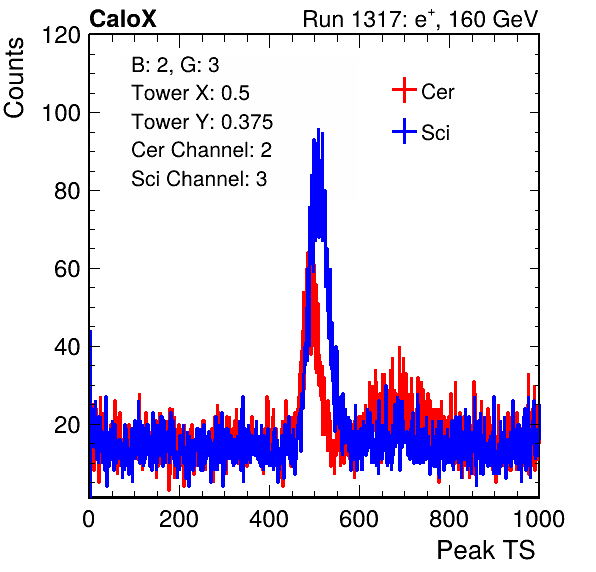 CaloX
Run 1317: e+, 160 GeV
Counts
B: 2, G: 3
Tower X: 0.5
Tower Y: 0.375
Cer Channel: 2
Sci Channel: 3
Cer
Sci
120
100
80
60
40
20
0 200 400 600 800 1000
Peak TS